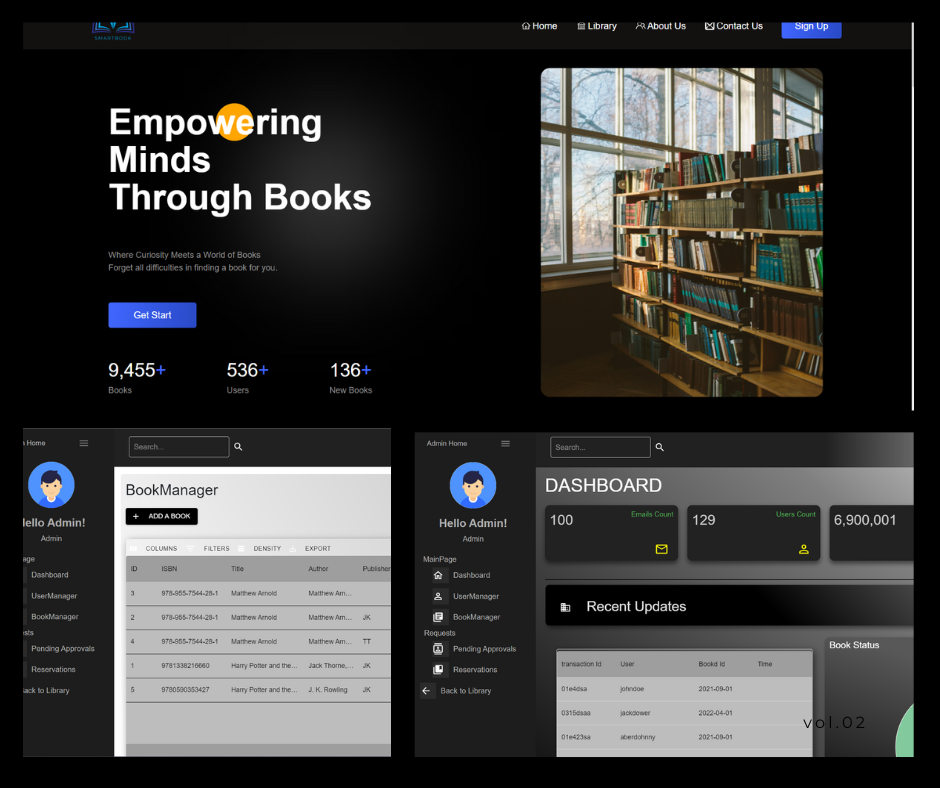 SMARTBOOK
Home Library About Us Contact Us Sign Up
Empowering
Minds
Through Books
Where Curiosity Meets a World of Books
Forget all difficulties in finding a book for you.
Get Start
9,455+ 536+ 136+
Books Users New Books
Home
Search...
ello Admin!
Admin
Dashboard
UserManager
BookManager
Pending Approvals
Reservations
ack to Library
BookManager
+ ADD A BOOK
COLUMNS FILTERS DENSITY EXPORT
ID ISBN Title Author Publisher
3 978-955-7544-28-1 Matthew Arnold Matthew Arn...
2 978-955-7544-28-1 Matthew Arnold Matthew Arn... JK
4 978-955-7544-28-1 Matthew Arnold Matthew Arn... TT
1 9781338216660 Harry Potter and the... Jack Thorne,... JK
5 9780590353427 Harry Potter and the... J. K. Rowling JK
Admin Home
Search...
Hello Admin!
Admin
MainPage
Dashboard
UserManager
BookManager
Requests
Pending Approvals
Reservations
Back to Library
DASHBOARD
100 Emails Count
129 Users Count
6,900,001
Recent Updates
transaction Id User Bookd Id Time
01e4dsa johndoe 2021-09-01
0315dsaa jackdower 2022-04-01
01e423sa aberdohnny 2021-09-01
Book Status
vol.02